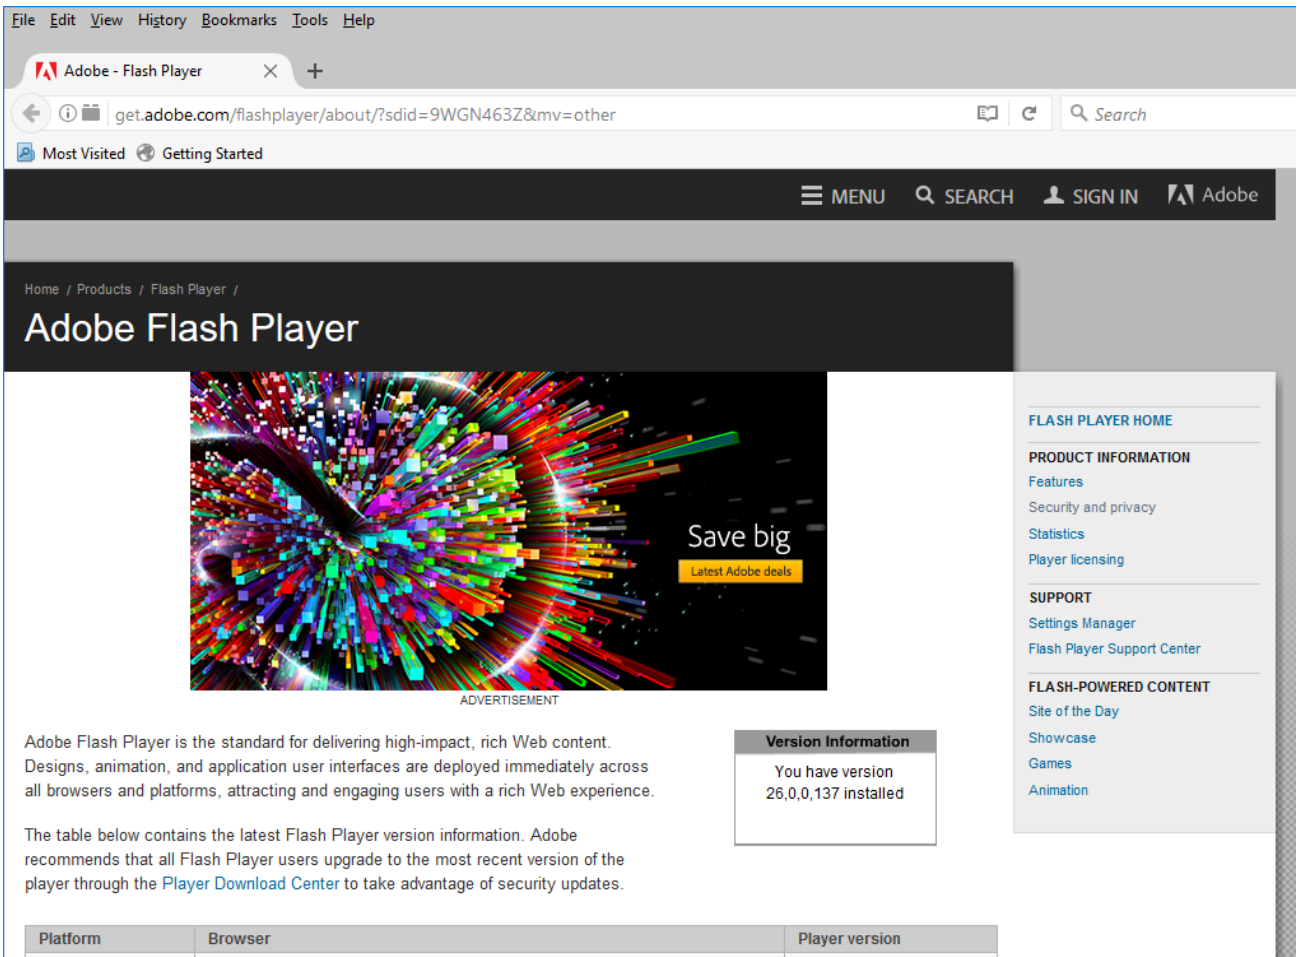 File Edit View History Bookmarks Tools Help
Adobe - Flash Player
get.adobe.com/flashplayer/about/?sdid=9WGN463Z&mv=other
Search
Most Visited Getting Started
MENU SEARCH SIGN IN Adobe
Home / Products / Flash Player /
Adobe Flash Player
Save big
Latest Adobe deals
ADVERTISEMENT
Adobe Flash Player is the standard for delivering high-impact, rich Web content.
Designs, animation, and application user interfaces are deployed immediately across
all browsers and platforms, attracting and engaging users with a rich Web experience.
The table below contains the latest Flash Player version information. Adobe
recommends that all Flash Player users upgrade to the most recent version of the
player through the Player Download Center to take advantage of security updates.
Version Information
You have version
26,0,0,137 installed
Platform Browser Player version
FLASH PLAYER HOME
PRODUCT INFORMATION
Features
Security and privacy
Statistics
Player licensing
SUPPORT
Settings Manager
Flash Player Support Center
FLASH-POWERED CONTENT
Site of the Day
Showcase
Games
Animation